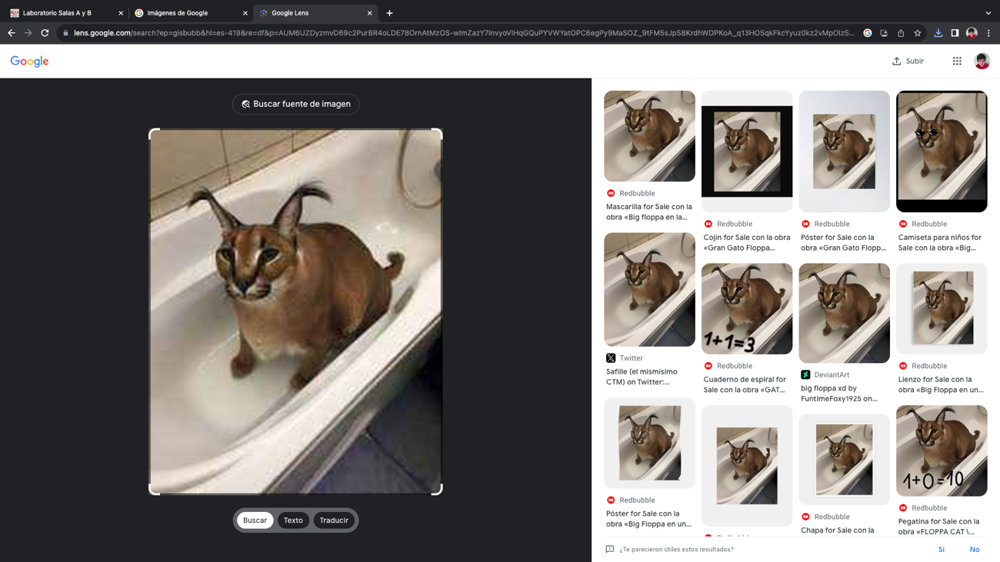 Laboratorio Salas A y B
Imágenes de Google
Google Lens
lens.google.com/search?ep=gisbubb&hl=es-419&re=df&p=AUM6UZDyzmvD69c2PurBR4oLDE78OrnAtMzOS-wImZazY7InvyoViHqGQuPYVWYatOPC6egPy9MaSOZ_9tFM5sJpS8KrdhWDPKoA_q13HOSqkFkcYyuz0kz2vMpOlzS...
Google
Subir
Buscar fuente de imagen
Buscar
Texto
Traducir
Redbubble
Mascarilla for Sale con la
obra «Big floppa en la...
Redbubble
Cojín for Sale con la obra
«Gran Gato Floppa...
Redbubble
Póster for Sale con la
obra «Gran Gato Flopp...
Redbubble
Camiseta para niños for
Sale con la obra «Big...
Twitter
Safille (el mismísimo
CTM) on Twitter:...
1+1=3
Redbubble
Cuaderno de espiral for
Sale con la obra «GAT...
DeviantArt
big floppa xd by
FuntimeFoxy1925 on...
Redbubble
Lienzo for Sale con la
obra «Big Floppa en un...
Redbubble
Póster for Sale con la
obra «Big Floppa en un...
Redbubble
Chapa for Sale con la
1+0=10
Redbubble
Pegatina for Sale con la
obra «FLOPPA CAT \...
¿Te parecieron útiles estos resultados?
Sí
No